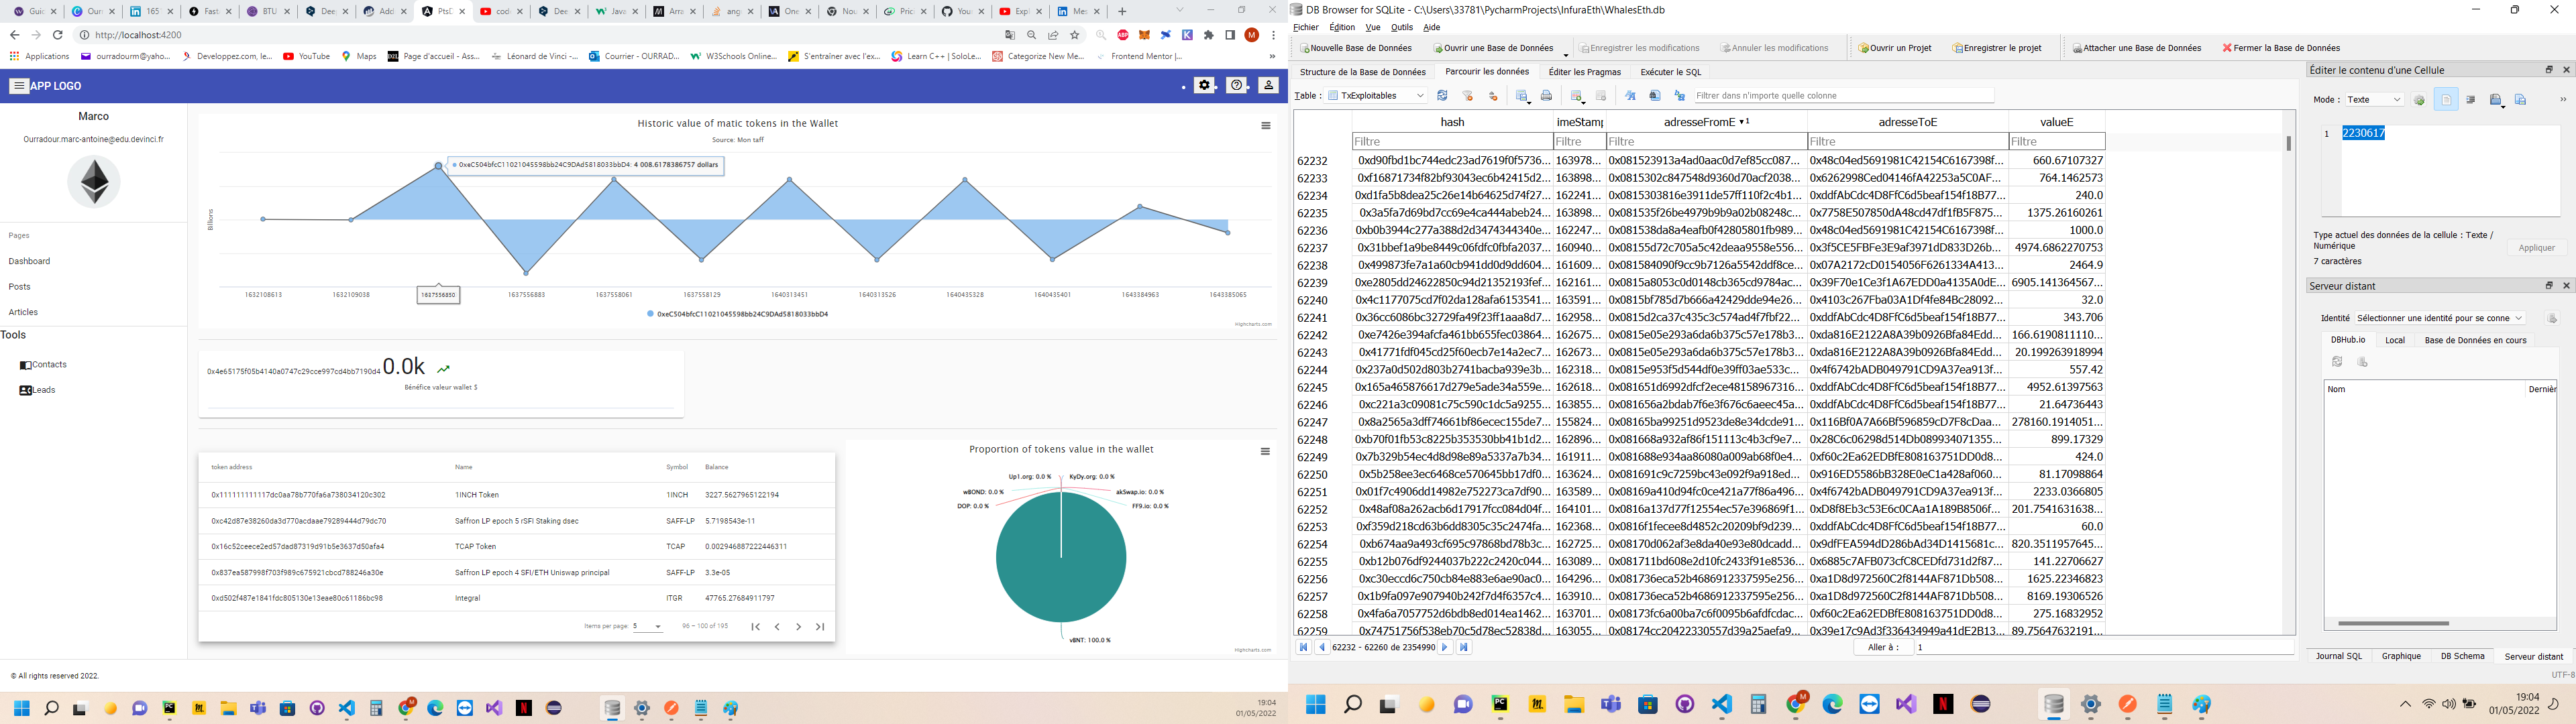 Guid
Ourr
165
Faste
BTU
Dee
Add
PtsD
cod
Dee
Java
Arra
ang
One
Nou
Pric
Your
Expl
Mes
http://localhost:4200
Applications
ourradourm@yaho...
Developpez.com, le...
YouTube
Maps
Page d'accueil - Ass...
Léonard de Vinci -...
Courrier - OURRAD...
W3Schools Online...
S'entraîner avec l'ex...
Learn C++ | SoloLe...
Categorize New Me...
Frontend Mentor |...
APP LOGO
Marco
Ourradour.marc-antoine@edu.devinci.fr
Pages
Dashboard
Posts
Articles
Tools
Contacts
Leads
Historic value of matic tokens in the Wallet
Source: Mon taff
0xeC504bfcC11021045598bb24C9DAd5818033bbD4: 4 008.6178386757 dollars
Billions
1632108613 1632109038 1637556850 1637556883 1637558061 1637558129 1640313451 1640313526 1640435328 1640435401 1643384963 1643385065
0xeC504bfcC11021045598bb24C9DAd5818033bbD4
Highcharts.com
0x4e65175f05b4140a0747c29cce997cd4bb7190d4 0.0k
Bénéfice valeur wallet $
token address Name Symbol Balance
0x111111111117dc0aa78b770fa6a738034120c302 1INCH Token 1INCH 3227.5627965122194
0xc42d87e38260da3d770acdaae79289444d79dc70 Saffron LP epoch 5 rSFI Staking dsec SAFF-LP 5.7198543e-11
0x16c52ceece2ed57dad87319d91b5e3637d50afa4 TCAP Token TCAP 0.002946887222446311
0x837ea587998f703f989c675921cbcd788246a30e Saffron LP epoch 4 SFI/ETH Uniswap principal SAFF-LP 3.3e-05
0xd502f487e1841fdc805130e13eae80c61186bc98 Integral ITGR 47765.27684911797
Items per page: 5 96 – 100 of 195
Proportion of tokens value in the wallet
Up1.org: 0.0 %
KyDy.org: 0.0 %
wBOND: 0.0 %
akSwap.io: 0.0 %
DOP: 0.0 %
FF9.io: 0.0 %
vBNT: 100.0 %
Highcharts.com
© All rights reserved 2022.
19:04
01/05/2022
DB Browser for SQLite - C:\Users\33781\PycharmProjects\InfuraEth\WhalesEth.db
Fichier Édition Vue Outils Aide
Nouvelle Base de Données
Ouvrir une Base de Données
Enregistrer les modifications
Annuler les modifications
Ouvrir un Projet
Enregistrer le projet
Attacher une Base de Données
Fermer la Base de Données
Structure de la Base de Données
Parcourir les données
Éditer les Pragmas
Exécuter le SQL
Table : TxExploitables
Filtrer dans n'importe quelle colonne
hash imeStamp adresseFromE 1 adresseToE valueE
Filtre Filtre Filtre Filtre Filtre
62232 0xd90fbd1bc744edc23ad7619f0f5736... 163978... 0x081523913a4ad0aac0d7ef85cc087... 0x48c04ed5691981C42154C6167398f... 660.67107327
62233 0xf16871734f82bf93043ec6b42415d2... 163898... 0x0815302c847548d9360d70acf2038... 0x6262998Ced04146fA42253a5C0AF... 764.1462573
62234 0xd1fa5b8dea25c26e14b64625d74f27... 162241... 0x0815303816e3911de57ff110f2c4b1... 0xddfAbCdc4D8FfC6d5beaf154f18B77... 240.0
62235 0x3a5fa7d69bd7cc69e4ca444abeb24... 163898... 0x081535f26be4979b9b9a02b08248c... 0x7758E507850dA48cd47df1fB5F875... 1375.26160261
62236 0xb0b3944c277a388d2d3474344340e... 162247... 0x081538da8a4eafb0f42805801fb989... 0x48c04ed5691981C42154C6167398f... 1000.0
62237 0x31bbef1a9be8449c06fdfc0fbfa2037... 160940... 0x08155d72c705a5c42deaa9558e556... 0x3f5CE5FBFe3E9af3971dD833D26b... 4974.6862270753
62238 0x499873fe7a1a60cb941dd0d9dd604... 161609... 0x081584090f9cc9b7126a5542ddf8ce... 0x07A2172cD0154056F6261334A413... 2464.9
62239 0xe2805dd24622850c94d21352193fef... 162161... 0x0815a8053c0d0148cb365cd9784ac... 0x39F70e1Ce3f1A67EDD0a4135A0dE... 6905.141364567...
62240 0x4c1177075cd7f02da128afa6153541... 163591... 0x0815bf785d7b666a42429dde94e26... 0x4103c267Fba03A1Df4fe84Bc28092... 32.0
62241 0x36cc6086bc32729fa49f23ff1aaa8d7... 162958... 0x0815d2ca37c435c3c574ad4f7fbf22... 0xddfAbCdc4D8FfC6d5beaf154f18B77... 343.706
62242 0xe7426e394afcfa461bb655fec03864... 162675... 0x0815e05e293a6da6b375c57e178b3... 0xda816E2122A8A39b0926Bfa84Edd... 166.6190811110...
62243 0x41771fdf045cd25f60ecb7e14a2ec7... 162673... 0x0815e05e293a6da6b375c57e178b3... 0xda816E2122A8A39b0926Bfa84Edd... 20.199263918994
62244 0x237a0d502d803b2741bacba939e3b... 162318... 0x0815e953f5d544df0e39ff03ae533c... 0x4f6742bADB049791CD9A37ea913f... 557.42
62245 0x165a465876617d279e5ade34a559e... 162618... 0x081651d6992dfcf2ece48158967316... 0xddfAbCdc4D8FfC6d5beaf154f18B77... 4952.61397563
62246 0xc221a3c09081c75c590c1dc5a9255... 163855... 0x081656a2bdab7f6e3f676c6aeec45a... 0xddfAbCdc4D8FfC6d5beaf154f18B77... 21.64736443
62247 0x8a2565a3dff74661bf86ecec155de7... 155824... 0x08165ba99251d9523de8e34dcde91... 0x116Bf0A7A66Bf596859cD7F8cDaa... 278160.1914051...
62248 0xb70f01fb53c8225b353530bb41b1d2... 162896... 0x081668a932af86f151113c4b3cf9e7... 0x28C6c06298d514Db089934071355... 899.17329
62249 0x7b329b54ec4d8d98e89a5337a7b34... 161911... 0x081688e934aa86080a009ab68f0e4... 0xf60c2Ea62EDBfE808163751DD0d8... 424.0
62250 0x5b258ee3ec6468ce570645bb17df0... 163624... 0x081691c9c7259bc43e092f9a918ed... 0x916ED5586bB328E0eC1a428af060... 81.17098864
62251 0x01f7c4906dd14982e752273ca7df90... 163589... 0x08169a410d94fc0ce421a77f86a496... 0x4f6742bADB049791CD9A37ea913f... 2233.0366805
62252 0x48af08a262acb6d17917fcc084d04f... 164101... 0x0816a137d77f12554ec57e396869f1... 0xD8f8Eb3c53E6c0CAa1A189B8506f... 201.7541631638...
62253 0xf359d218cd63b6dd8305c35c2474fa... 162368... 0x0816f1fecee8d4852c20209bf9d239... 0xddfAbCdc4D8FfC6d5beaf154f18B77... 60.0
62254 0xb674aa9a493cf695c97868bd78b3c... 162725... 0x08170d062af3e8da40e93e80dcadd... 0x9dfFEA594dD286bAd34D1415681c... 820.3511957645...
62255 0xb12b076df9244037b222c2420c044... 163089... 0x081711bd608e2d10fc2433f91e8536... 0x6885c7AFB073cfC8CEDfd731d2f87... 141.22706627
62256 0xc30eccd6c750cb84e883e6ae90ac0... 164296... 0x081736eca52b4686912337595e256... 0xa1D8d972560C2f8144AF871Db508... 1625.22346823
62257 0x1b9fa097e907940b242f7d4f6357c4... 163910... 0x081736eca52b4686912337595e256... 0xa1D8d972560C2f8144AF871Db508... 8169.19306526
62258 0x4fa6a7057752d6bdb8ed014ea1462... 163701... 0x08173fc6a00ba7c6f0095b6afdfcdac... 0xf60c2Ea62EDBfE808163751DD0d8... 275.16832952
62259 0x74751756f538eb70c5d78ec52838d... 163055... 0x08174cc20422330557d39a25aefa9... 0x39e17c9Ad3f336434949a41dE2B13... 89.75647632191...
62232 - 62260 de 2354990
Aller à : 1
Éditer le contenu d'une Cellule
Mode : Texte
1 2230617
Type actuel des données de la cellule : Texte /
Numérique
7 caractères
Appliquer
Serveur distant
Identité Sélectionner une identité pour se conne
DBHub.io Local Base de Données en cours
Nom Dernièr
Journal SQL Graphique DB Schema Serveur distant
UTF-8
19:04
01/05/2022